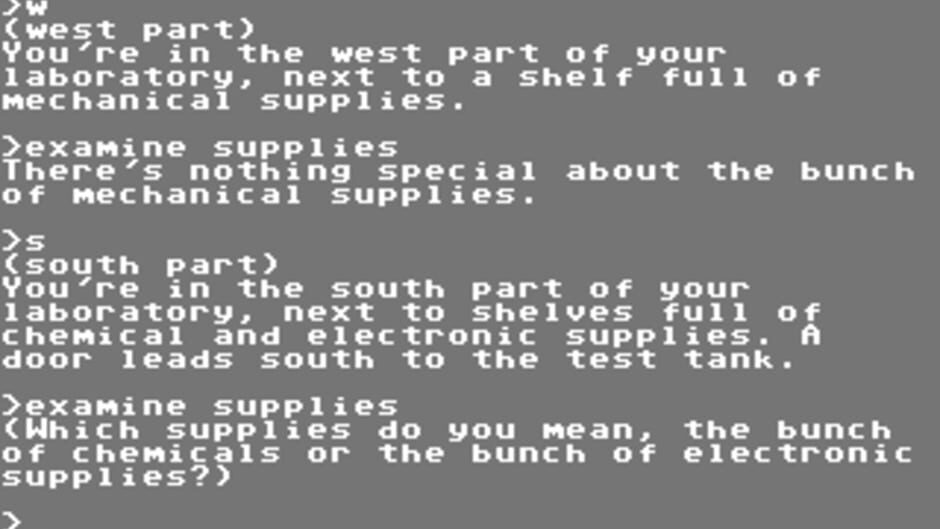 >w
(west part)
You're in the west part of your
laboratory, next to a shelf full of
mechanical supplies.
>examine supplies
There's nothing special about the bunch
of mechanical supplies.
>s
(south part)
You're in the south part of your
laboratory, next to shelves full of
chemical and electronic supplies. A
door leads south to the test tank.
>examine supplies
(Which supplies do you mean, the bunch
of chemicals or the bunch of electronic
supplies?)
>